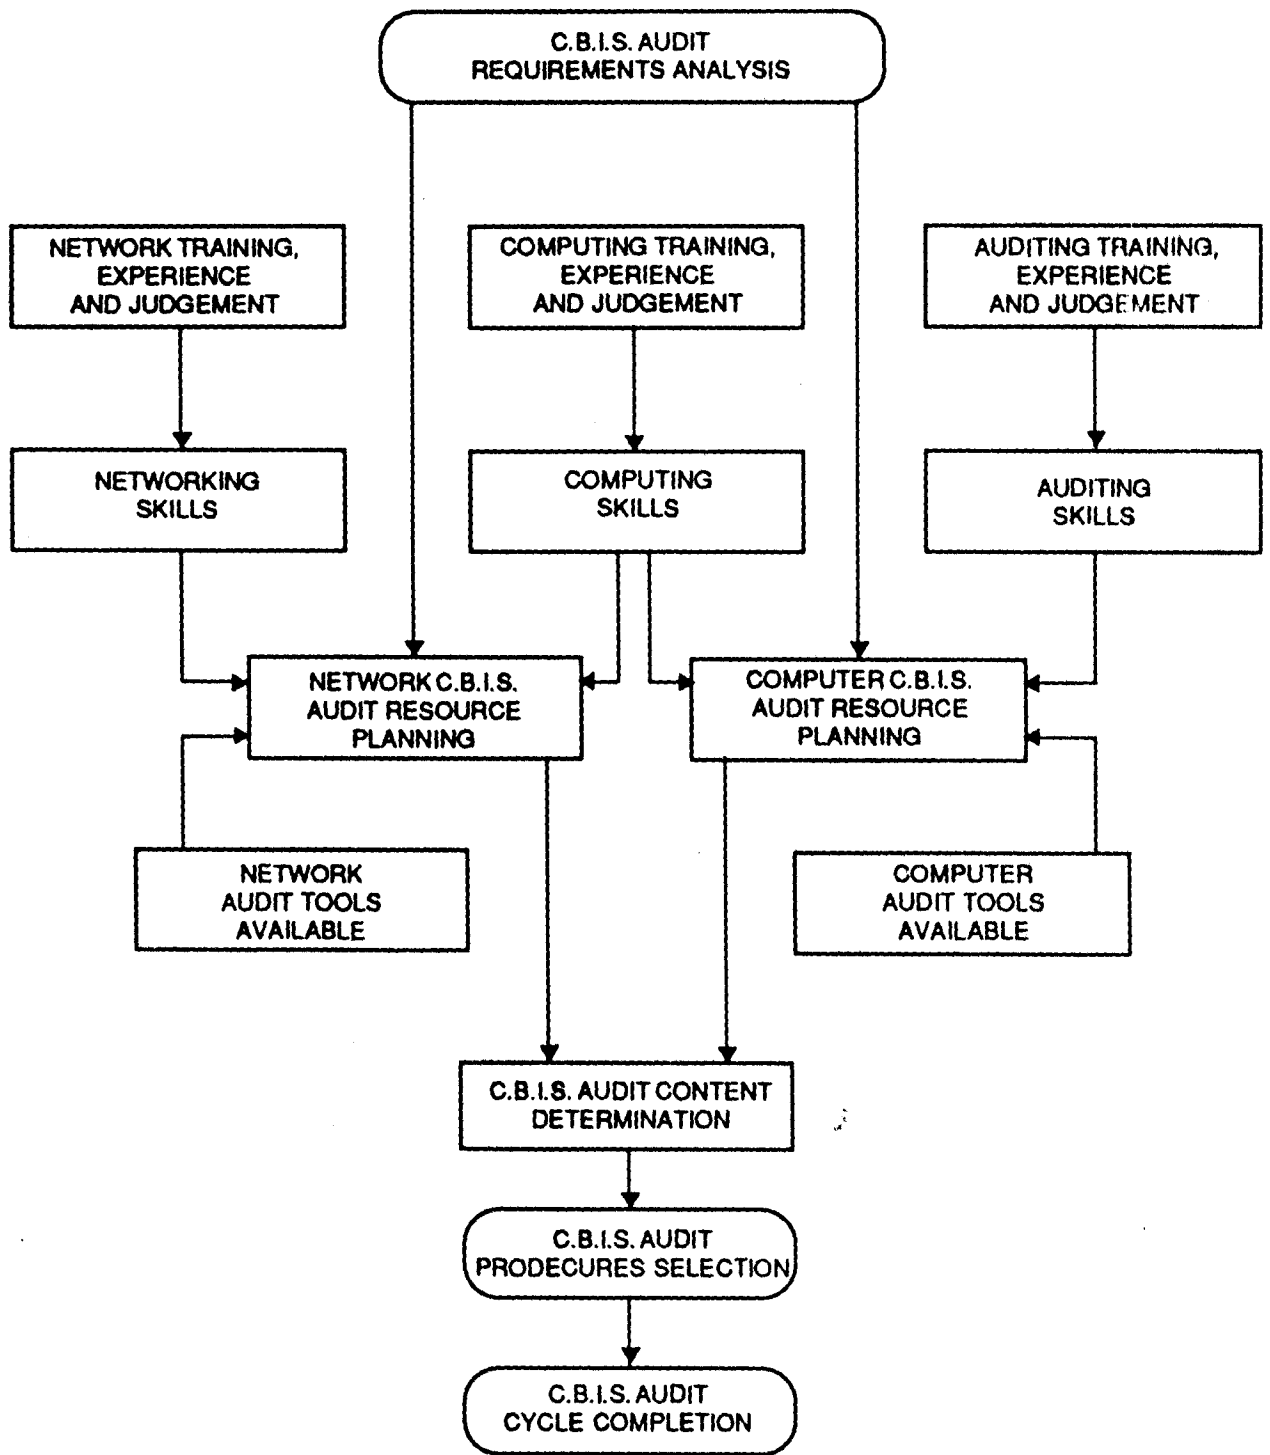 C.B.I.S. AUDIT
REQUIREMENTS ANALYSIS
NETWORK TRAINING,
EXPERIENCE
AND JUDGEMENT
COMPUTING TRAINING,
EXPERIENCE
AND JUDGEMENT
AUDITING TRAINING,
EXPERIENCE
AND JUDGEMENT
NETWORKING
SKILLS
COMPUTING
SKILLS
AUDITING
SKILLS
NETWORK C.B.I.S.
AUDIT RESOURCE
PLANNING
COMPUTER C.B.I.S.
AUDIT RESOURCE
PLANNING
NETWORK
AUDIT TOOLS
AVAILABLE
COMPUTER
AUDIT TOOLS
AVAILABLE
C.B.I.S. AUDIT CONTENT
DETERMINATION
C.B.I.S. AUDIT
PRODECURES SELECTION
C.B.I.S. AUDIT
CYCLE COMPLETION